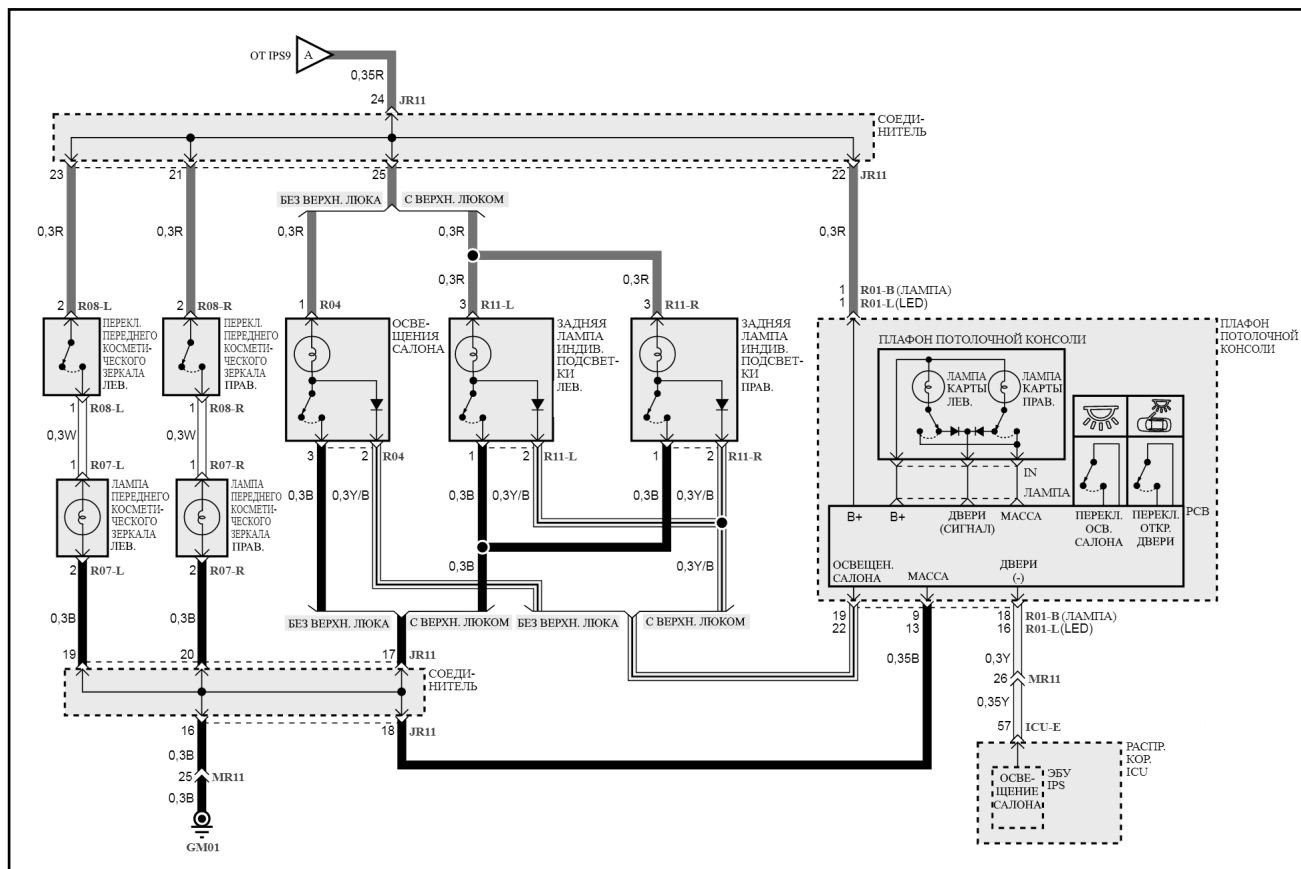 ОТ IPS9
A
0,35R
24 JR11
СОЕДИ-
НИТЕЛЬ
23
21
25
22 JR11
БЕЗ ВЕРХН. ЛЮКА
С ВЕРХН. ЛЮКОМ
0,3R
0,3R
0,3R
0,3R
0,3R
0,3R
0,3R
2 R08-L
2 R08-R
1 R04
3 R11-L
3 R11-R
1 R01-B (ЛАМПА)
1 R01-L (LED)
ПЕРЕКЛ.
ПЕРЕДНЕГО
КОСМЕТИ-
ЧЕСКОГО
ЗЕРКАЛА
ЛЕВ.
ПЕРЕКЛ.
ПЕРЕДНЕГО
КОСМЕТИ-
ЧЕСКОГО
ЗЕРКАЛА
ПРАВ.
ОСВЕ-
ЩЕНИЯ
САЛОНА
ЗАДНЯЯ
ЛАМПА
ИНДИВ.
ПОДСВЕТ-
КИ
ЛЕВ.
ЗАДНЯЯ
ЛАМПА
ИНДИВ.
ПОДСВЕТ-
КИ
ПРАВ.
ПЛАФОН
ПОТОЛОЧНОЙ
КОНСОЛИ
ПЛАФОН ПОТОЛОЧНОЙ КОНСОЛИ
ЛАМПА
КАРТЫ
ЛЕВ.
ЛАМПА
КАРТЫ
ПРАВ.
IN
ЛАМПА
1 R08-L
1 R08-R
0,3W
0,3W
1 R07-L
1 R07-R
3
2 R04
1
2 R11-L
1
2 R11-R
ЛАМПА
ПЕРЕДНЕГО
КОСМЕТИ-
ЧЕСКОГО
ЗЕРКАЛА
ЛЕВ.
ЛАМПА
ПЕРЕДНЕГО
КОСМЕТИ-
ЧЕСКОГО
ЗЕРКАЛА
ПРАВ.
0,3B
0,3Y/B
0,3B
0,3Y/B
0,3B
0,3Y/B
PCB
B+
B+
ДВЕРИ
(СИГНАЛ)
МАССА
ПЕРЕКЛ.
ОСВ.
САЛОНА
ПЕРЕКЛ.
ОТКР.
ДВЕРИ
ОСВЕЩЕН.
САЛОНА
МАССА
ДВЕРИ
(-)
2 R07-L
2 R07-R
0,3B
0,3Y/B
0,3B
0,3B
БЕЗ ВЕРХН. ЛЮКА
С ВЕРХН. ЛЮКОМ
БЕЗ ВЕРХН. ЛЮКА
С ВЕРХН. ЛЮКОМ
19
22
9
13
18 R01-B (ЛАМПА)
16 R01-L (LED)
19
20
17 JR11
СОЕДИ-
НИТЕЛЬ
0,35B
0,3Y
26 MR11
0,35Y
57 ICU-E
16
18 JR11
0,3B
25 MR11
0,3B
GM01
РАСПР.
КОР.
ICU
ЭБУ
IPS
ОСВЕ-
ЩЕНИЕ
САЛОНА